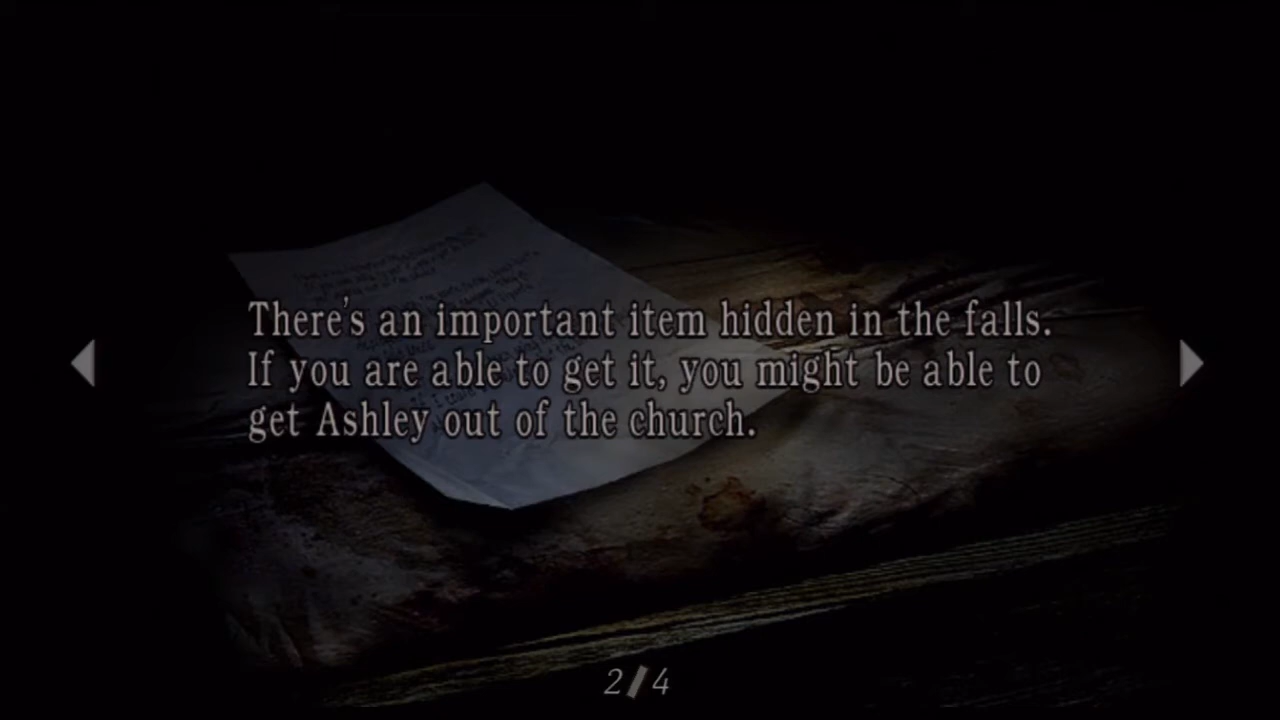 There's an important item hidden in the falls.
If you are able to get it, you might be able to
get Ashley out of the church.
2/4